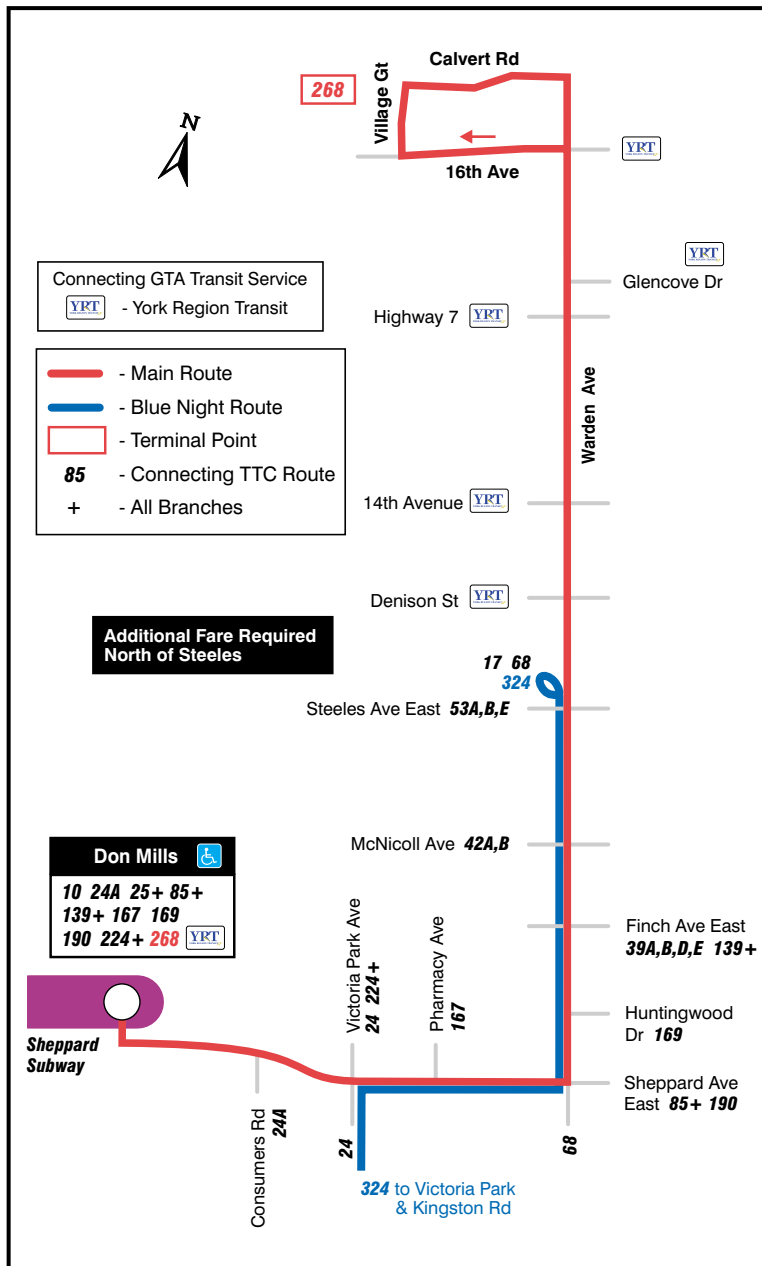 Calvert Rd
268
Village Gt
N
16th Ave
YRT
YRT
Glencove Dr
Connecting GTA Transit Service
YRT - York Region Transit
Highway 7 YRT
- Main Route
- Blue Night Route
- Terminal Point
85 - Connecting TTC Route
+ - All Branches
Warden Ave
14th Avenue YRT
Denison St YRT
Additional Fare Required
North of Steeles
17 68
324
Steeles Ave East 53A,B,E
McNicoll Ave 42A,B
Don Mills
10 24A 25+ 85+
139+ 167 169
190 224+ 268 YRT
Finch Ave East
39A,B,D,E 139+
Victoria Park Ave
24 224+
Pharmacy Ave
167
Huntingwood
Dr 169
Sheppard
Subway
Sheppard Ave
East 85+ 190
Consumers Rd
24A
24
68
324 to Victoria Park
& Kingston Rd